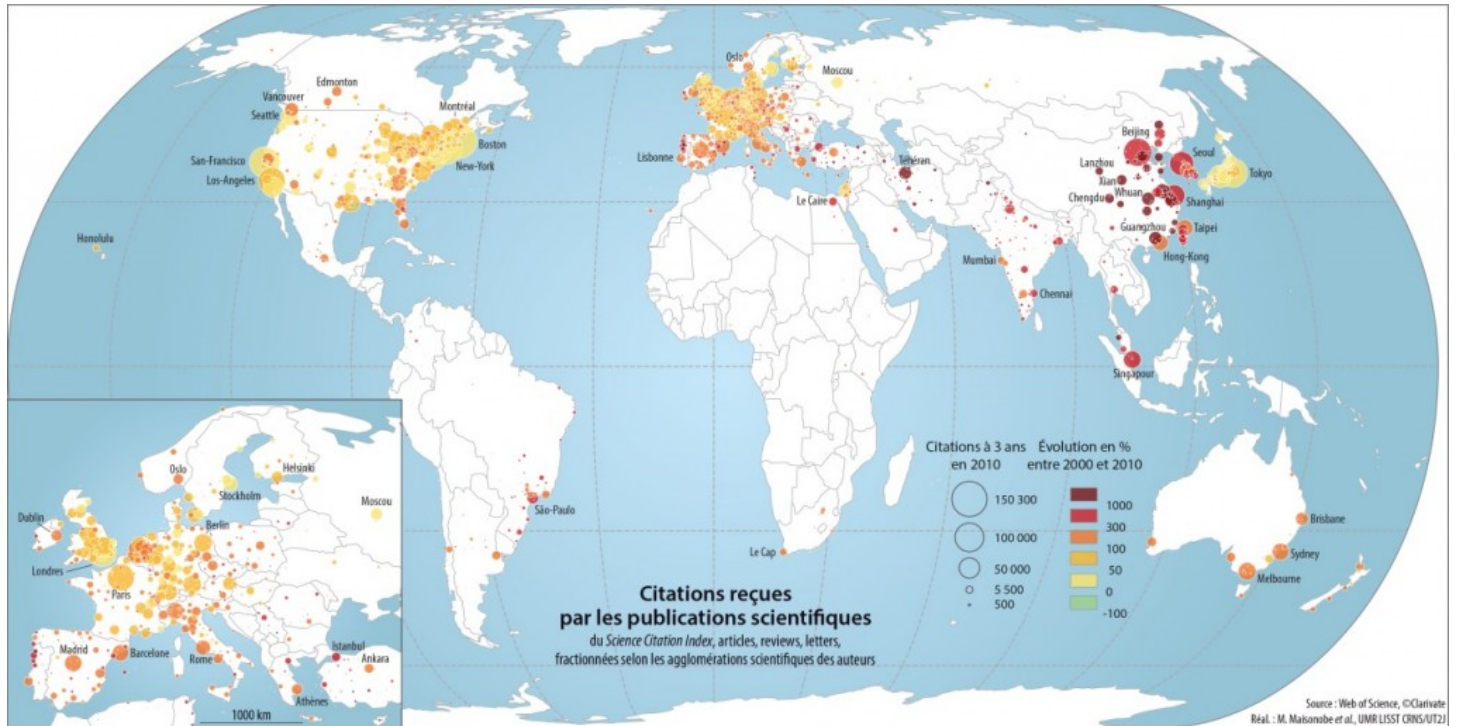 Oslo
Moscou
Edmonton
Vancouver
Seattle
Montréal
Boston
New-York
San-Francisco
Los-Angeles
Honolulu
Lisbonne
Téhéran
Le Caire
Beijing
Seoul
Lanzhou
Tokyo
Xian
Whuan
Chengdu
Shanghai
Guangzhou
Taipei
Hong-Kong
Mumbai
Chennai
Singapour
São-Paulo
Le Cap
Brisbane
Sydney
Melbourne
Oslo
Helsinki
Stockholm
Moscou
Dublin
Berlin
Londres
Paris
Madrid
Barcelone
Rome
Istanbul
Ankara
Athènes
1000 km
Citations reçues
par les publications scientifiques
du Science Citation Index, articles, reviews, letters,
fractionnées selon les agglomérations scientifiques des auteurs
Citations à 3 ans
en 2010
150 300
100 000
50 000
5 500
500
Évolution en %
entre 2000 et 2010
1000
300
100
50
0
-100
Source : Web of Science, ©Clarivate
Réal. : M. Maisonobe et al., UMR LISST CRNS/UT2J